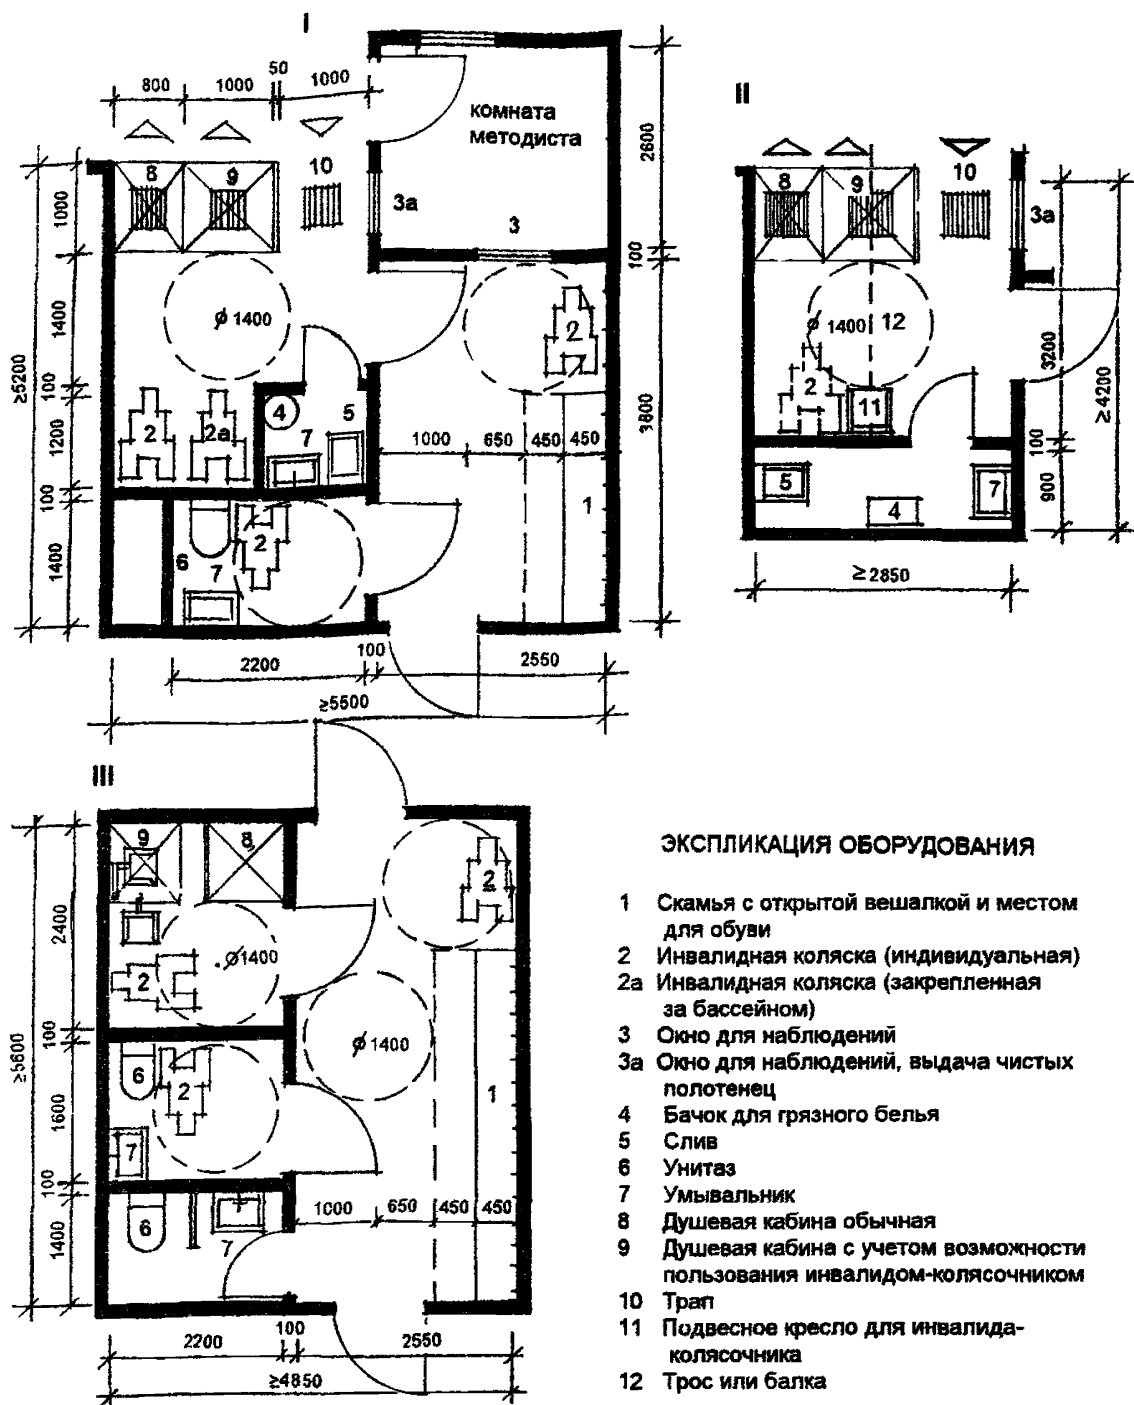 I
50
800
1000
1000
комната
методиста
8
9
10
3а
3
2600
100
1000
1400
≥5200
ϕ 1400
2
100
1200
2
2а
4
5
7
1000
650
450
450
3800
100
1400
6
7
2
1
2200
100
2550
≥5500
II
8
9
10
3а
ϕ 1400
12
2
11
3200
≥4200
100
900
5
4
7
≥2850
III
9
8
2
2400
ϕ1400
2
100
≥5600
ϕ1400
6
2
1
1600
7
100
1400
6
7
1000
650
450
450
2200
100
2550
≥4850
ЭКСПЛИКАЦИЯ ОБОРУДОВАНИЯ
1 Скамья с открытой вешалкой и местом
для обуви
2 Инвалидная коляска (индивидуальная)
2а Инвалидная коляска (закрепленная
за бассейном)
3 Окно для наблюдений
3а Окно для наблюдений, выдача чистых
полотенец
4 Бачок для грязного белья
5 Слив
6 Унитаз
7 Умывальник
8 Душевая кабина обычная
9 Душевая кабина с учетом возможности
пользования инвалидом-колясочником
10 Трап
11 Подвесное кресло для инвалида-
колясочника
12 Трос или балка